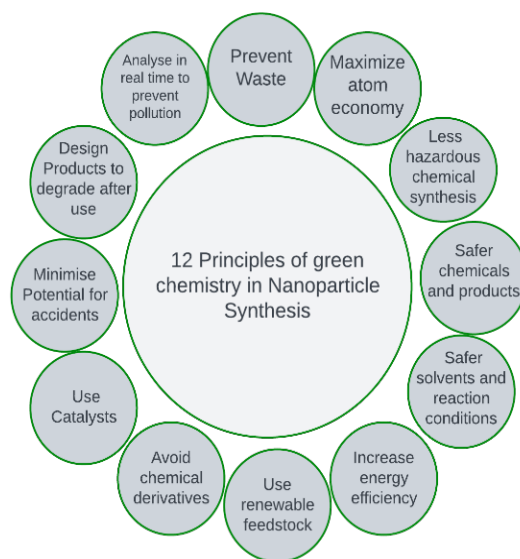 Prevent
Waste
Maximize
atom
economy
Less
hazardous
chemical
synthesis
Safer
chemicals
and products
Safer
solvents and
reaction
conditions
Increase
energy
efficiency
Use
renewable
feedstock
Avoid
chemical
derivatives
Use
Catalysts
Minimise
Potential for
accidents
Design
Products to
degrade after
use
Analyse in
real time to
prevent
pollution
12 Principles of green
chemistry in Nanoparticle
Synthesis